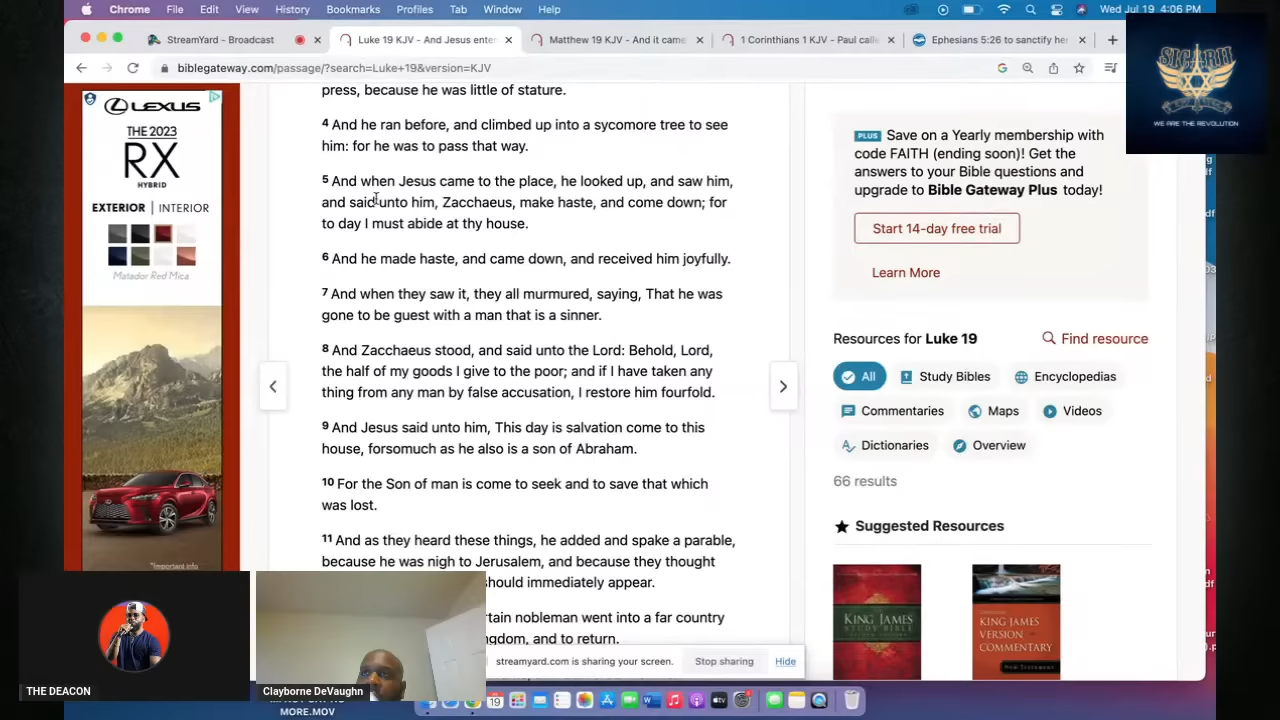 Chrome File Edit View History Bookmarks Profiles Tab Window Help
Wed Jul 19 4:06 PM
StreamYard - Broadcast
Luke 19 KJV - And Jesus enter
Matthew 19 KJV - And it came
1 Corinthians 1 KJV - Paul calle
Ephesians 5:26 to sanctify her
biblegateway.com/passage/?search=Luke+19&version=KJV
SICARII
WE ARE THE REVOLUTION
LEXUS
THE 2023
RX
HYBRID
EXTERIOR | INTERIOR
Matador Red Mica
*Important info
press, because he was little of stature.
4 And he ran before, and climbed up into a sycomore tree to see
him: for he was to pass that way.
5 And when Jesus came to the place, he looked up, and saw him,
and said unto him, Zacchaeus, make haste, and come down; for
to day I must abide at thy house.
6 And he made haste, and came down, and received him joyfully.
7 And when they saw it, they all murmured, saying, That he was
gone to be guest with a man that is a sinner.
8 And Zacchaeus stood, and said unto the Lord: Behold, Lord,
the half of my goods I give to the poor; and if I have taken any
thing from any man by false accusation, I restore him fourfold.
9 And Jesus said unto him, This day is salvation come to this
house, forsomuch as he also is a son of Abraham.
10 For the Son of man is come to seek and to save that which
was lost.
11 And as they heard these things, he added and spake a parable,
because he was nigh to Jerusalem, and because they thought
should immediately appear.
rtain nobleman went into a far country
ngdom, and to return.
PLUS Save on a Yearly membership with
code FAITH (ending soon)! Get the
answers to your Bible questions and
upgrade to Bible Gateway Plus today!
Start 14-day free trial
Learn More
Resources for Luke 19
Find resource
All
Study Bibles
Encyclopedias
Commentaries
Maps
Videos
Dictionaries
Overview
66 results
Suggested Resources
KING JAMES
STUDY BIBLE
KING JAMES
VERSION
COMMENTARY
NEW TESTAMENT
streamyard.com is sharing your screen.
Stop sharing
Hide
THE DEACON
Clayborne DeVaughn
MORE.MOV
19